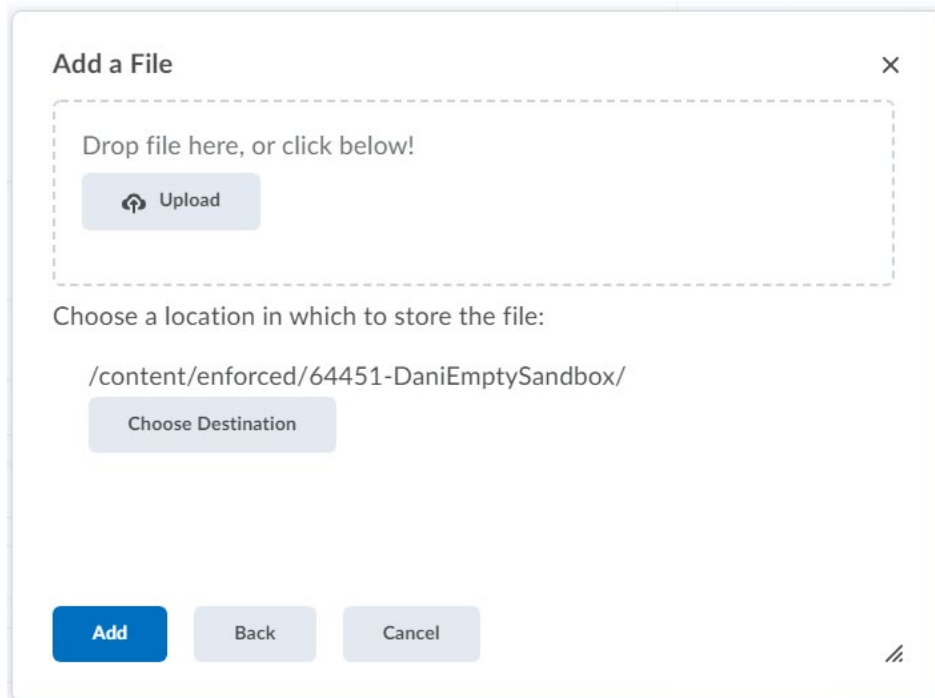 Add a File
Drop file here, or click below!
Upload
Choose a location in which to store the file:
/content/enforced/64451-DaniEmptySandbox/
Choose Destination
Add Back Cancel